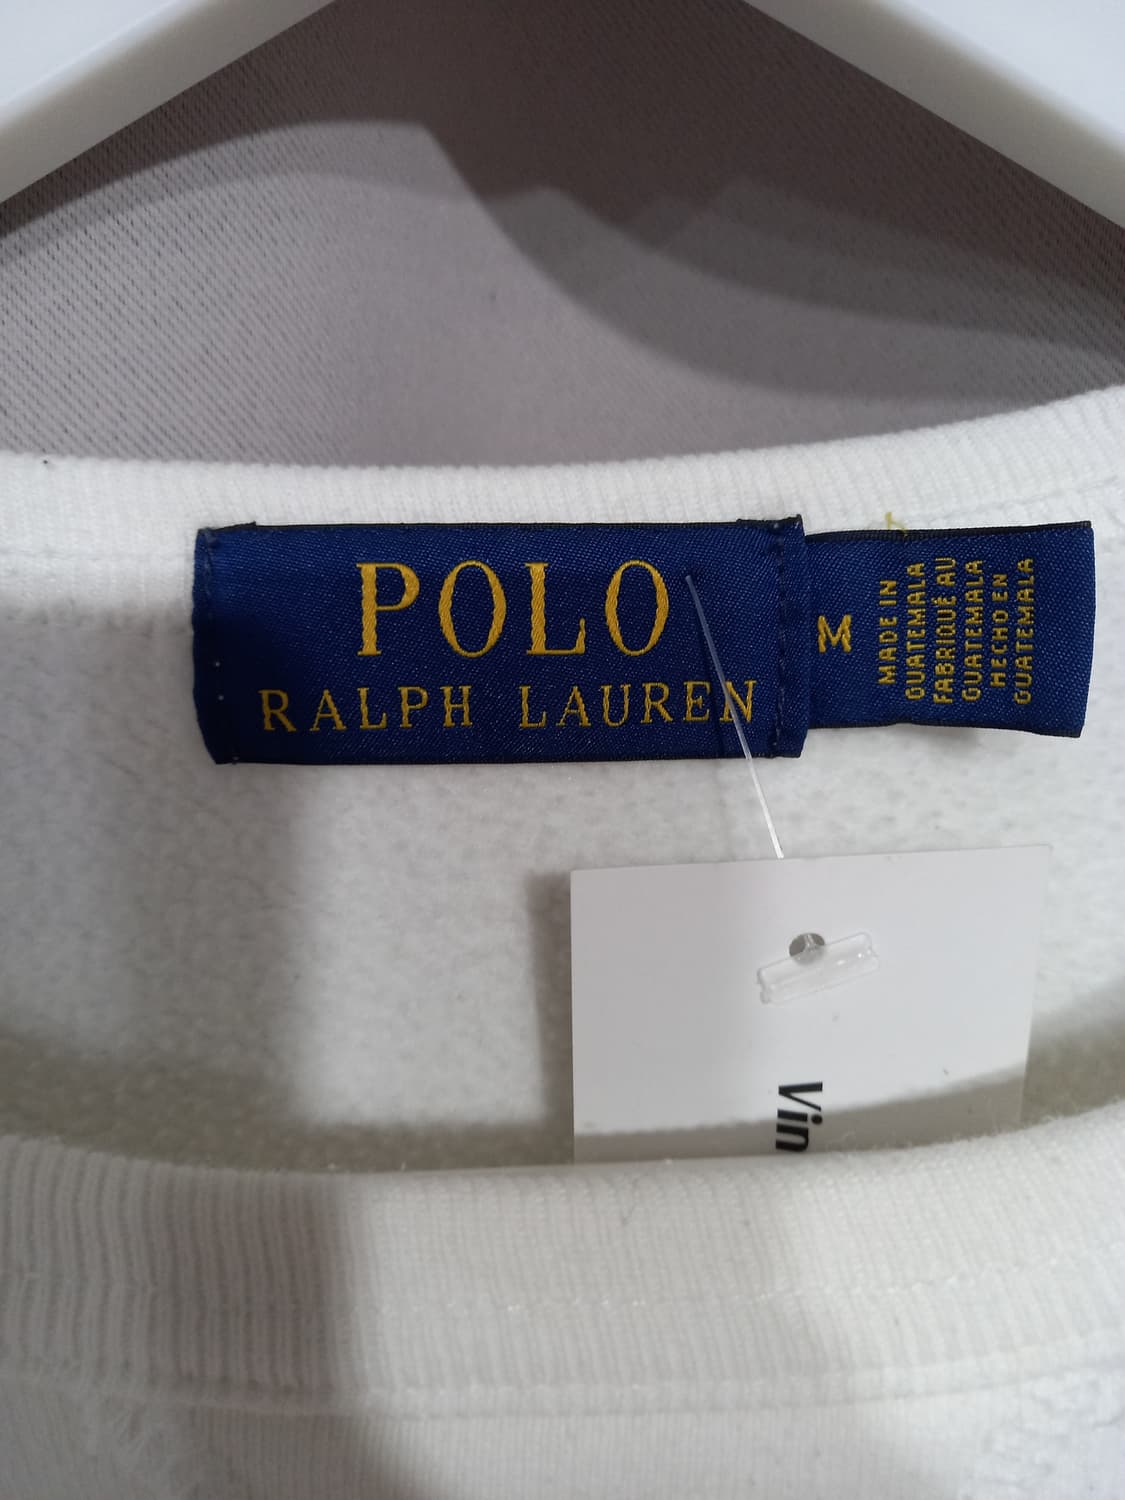 POLO
RALPH LAUREN
M
MADE IN
GUATEMALA
FABRIQUÉ AU
GUATEMALA
HECHO EN
GUATEMALA
Vin